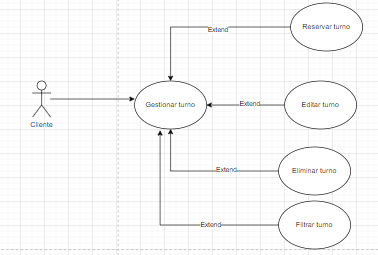 Reservar turno
Extend
Gestionar turno
Extend
Editar turno
Cliente
Extend
Eliminar turno
Extend
Filtrar turno